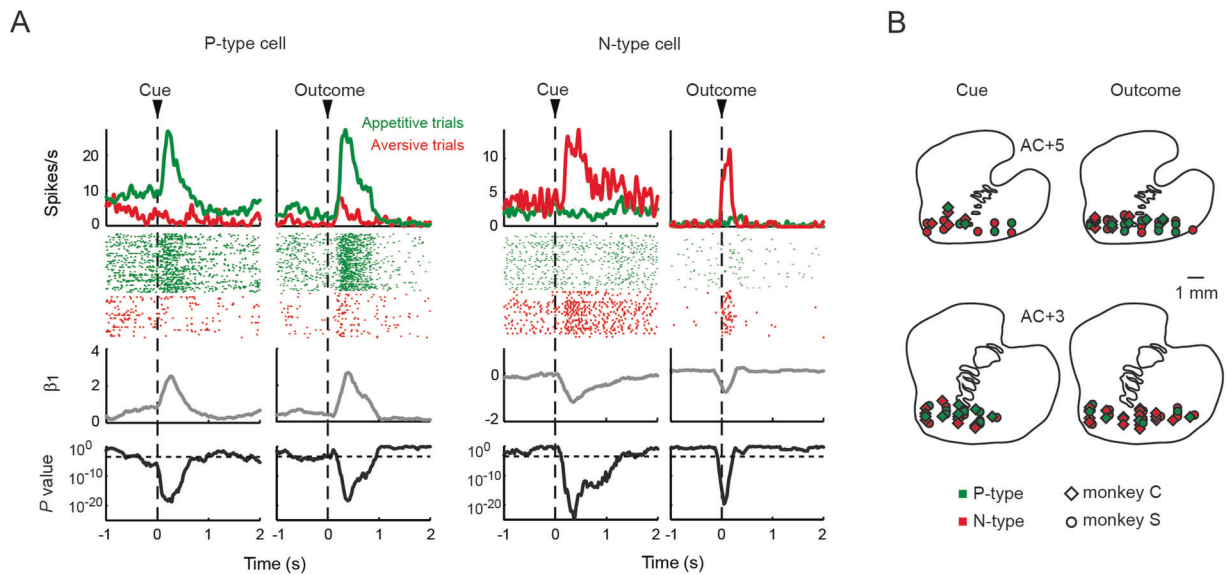 A
B
P-type cell
N-type cell
Cue
Outcome
Cue
Outcome
Cue
Outcome
Appetitive trials
Aversive trials
Spikes/s
20
10
0
10
5
0
AC+5
1 mm
AC+3
β1
4
2
0
0
-2
P value
10^0
10^-10
10^-20
10^0
10^-10
10^-20
-1 0 1 2
-1 0 1 2
-1 0 1 2
-1 0 1 2
Time (s)
Time (s)
P-type
monkey C
N-type
monkey S